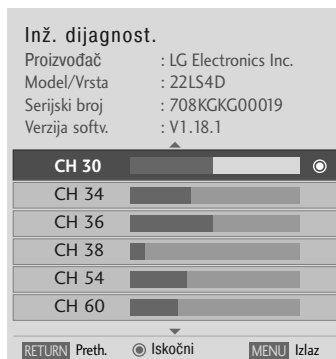 Inž. dijagnost.
Proizvođač : LG Electronics Inc.
Model/Vrsta : 22LS4D
Serijski broj : 708KGKG00019
Verzija softv. : V1.18.1
CH 30
CH 34
CH 36
CH 38
CH 54
CH 60
RETURN Preth. Iskočni MENU Izlaz